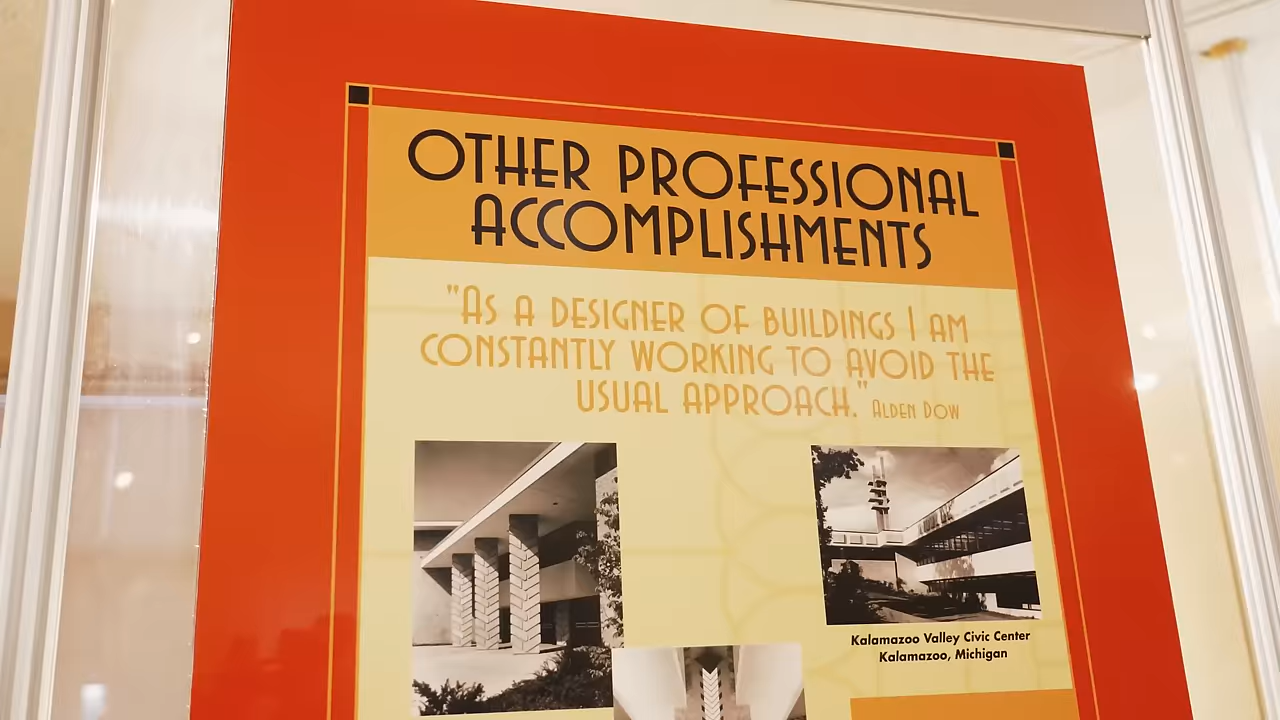 OTHER PROFESSIONAL
ACCOMPLISHMENTS
"AS A DESIGNER OF BUILDINGS I AM
CONSTANTLY WORKING TO AVOID THE
USUAL APPROACH." ALDEN DOW
Kalamazoo Valley Civic Center
Kalamazoo, Michigan